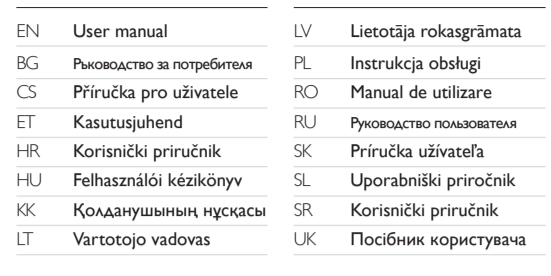 EN User manual
BG Ръководство за потребителя
CS Příručka pro uživatele
ET Kasutusjuhend
HR Korisnički priručnik
HU Felhasználói kézikönyv
KK Қолданушының нұсқасы
LT Vartotojo vadovas
LV Lietotāja rokasgrāmata
PL Instrukcja obsługi
RO Manual de utilizare
RU Руководство пользователя
SK Príručka užívateľa
SL Uporabniški priročnik
SR Korisnički priručnik
UK Посібник користувача